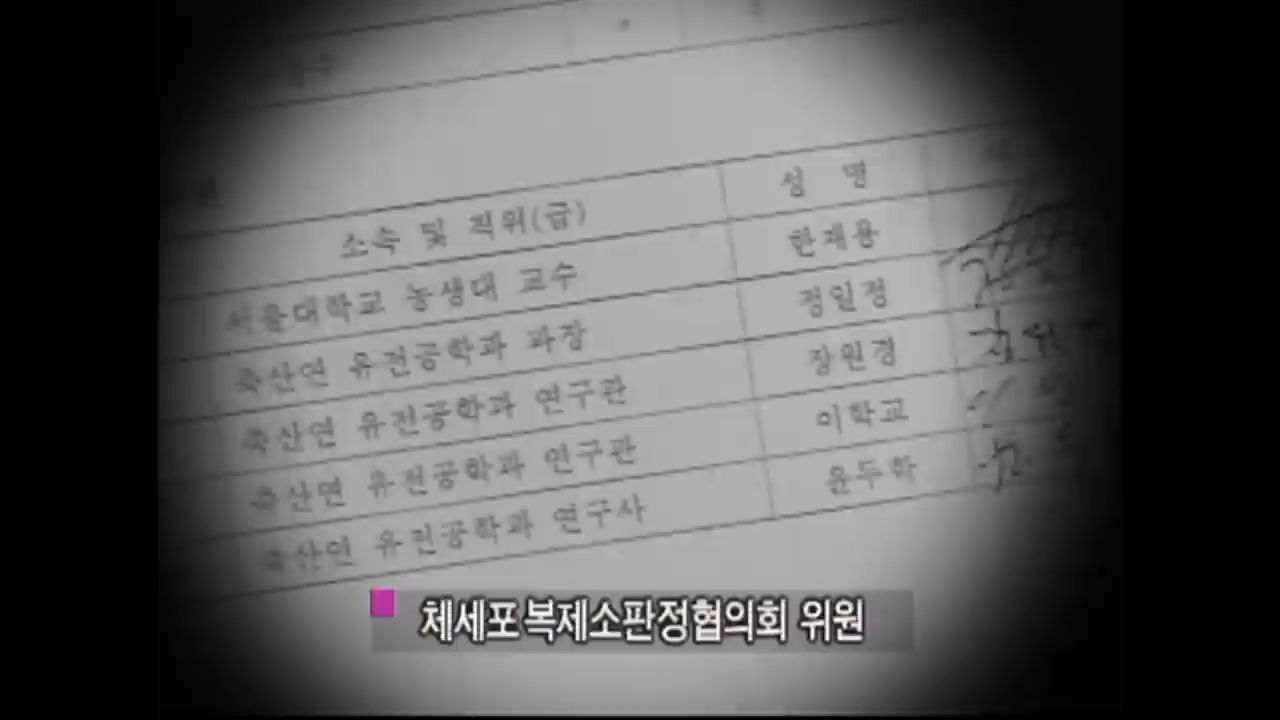 소속 및 직위(급) 성 명
서울대학교 농생대 교수 한재용
축산연 유전공학과 과장 정일정
축산연 유전공학과 연구관 장원경
축산연 유전공학과 연구관 이학교
축산연 유전공학과 연구사 윤두학
체세포복제소판정협의회 위원